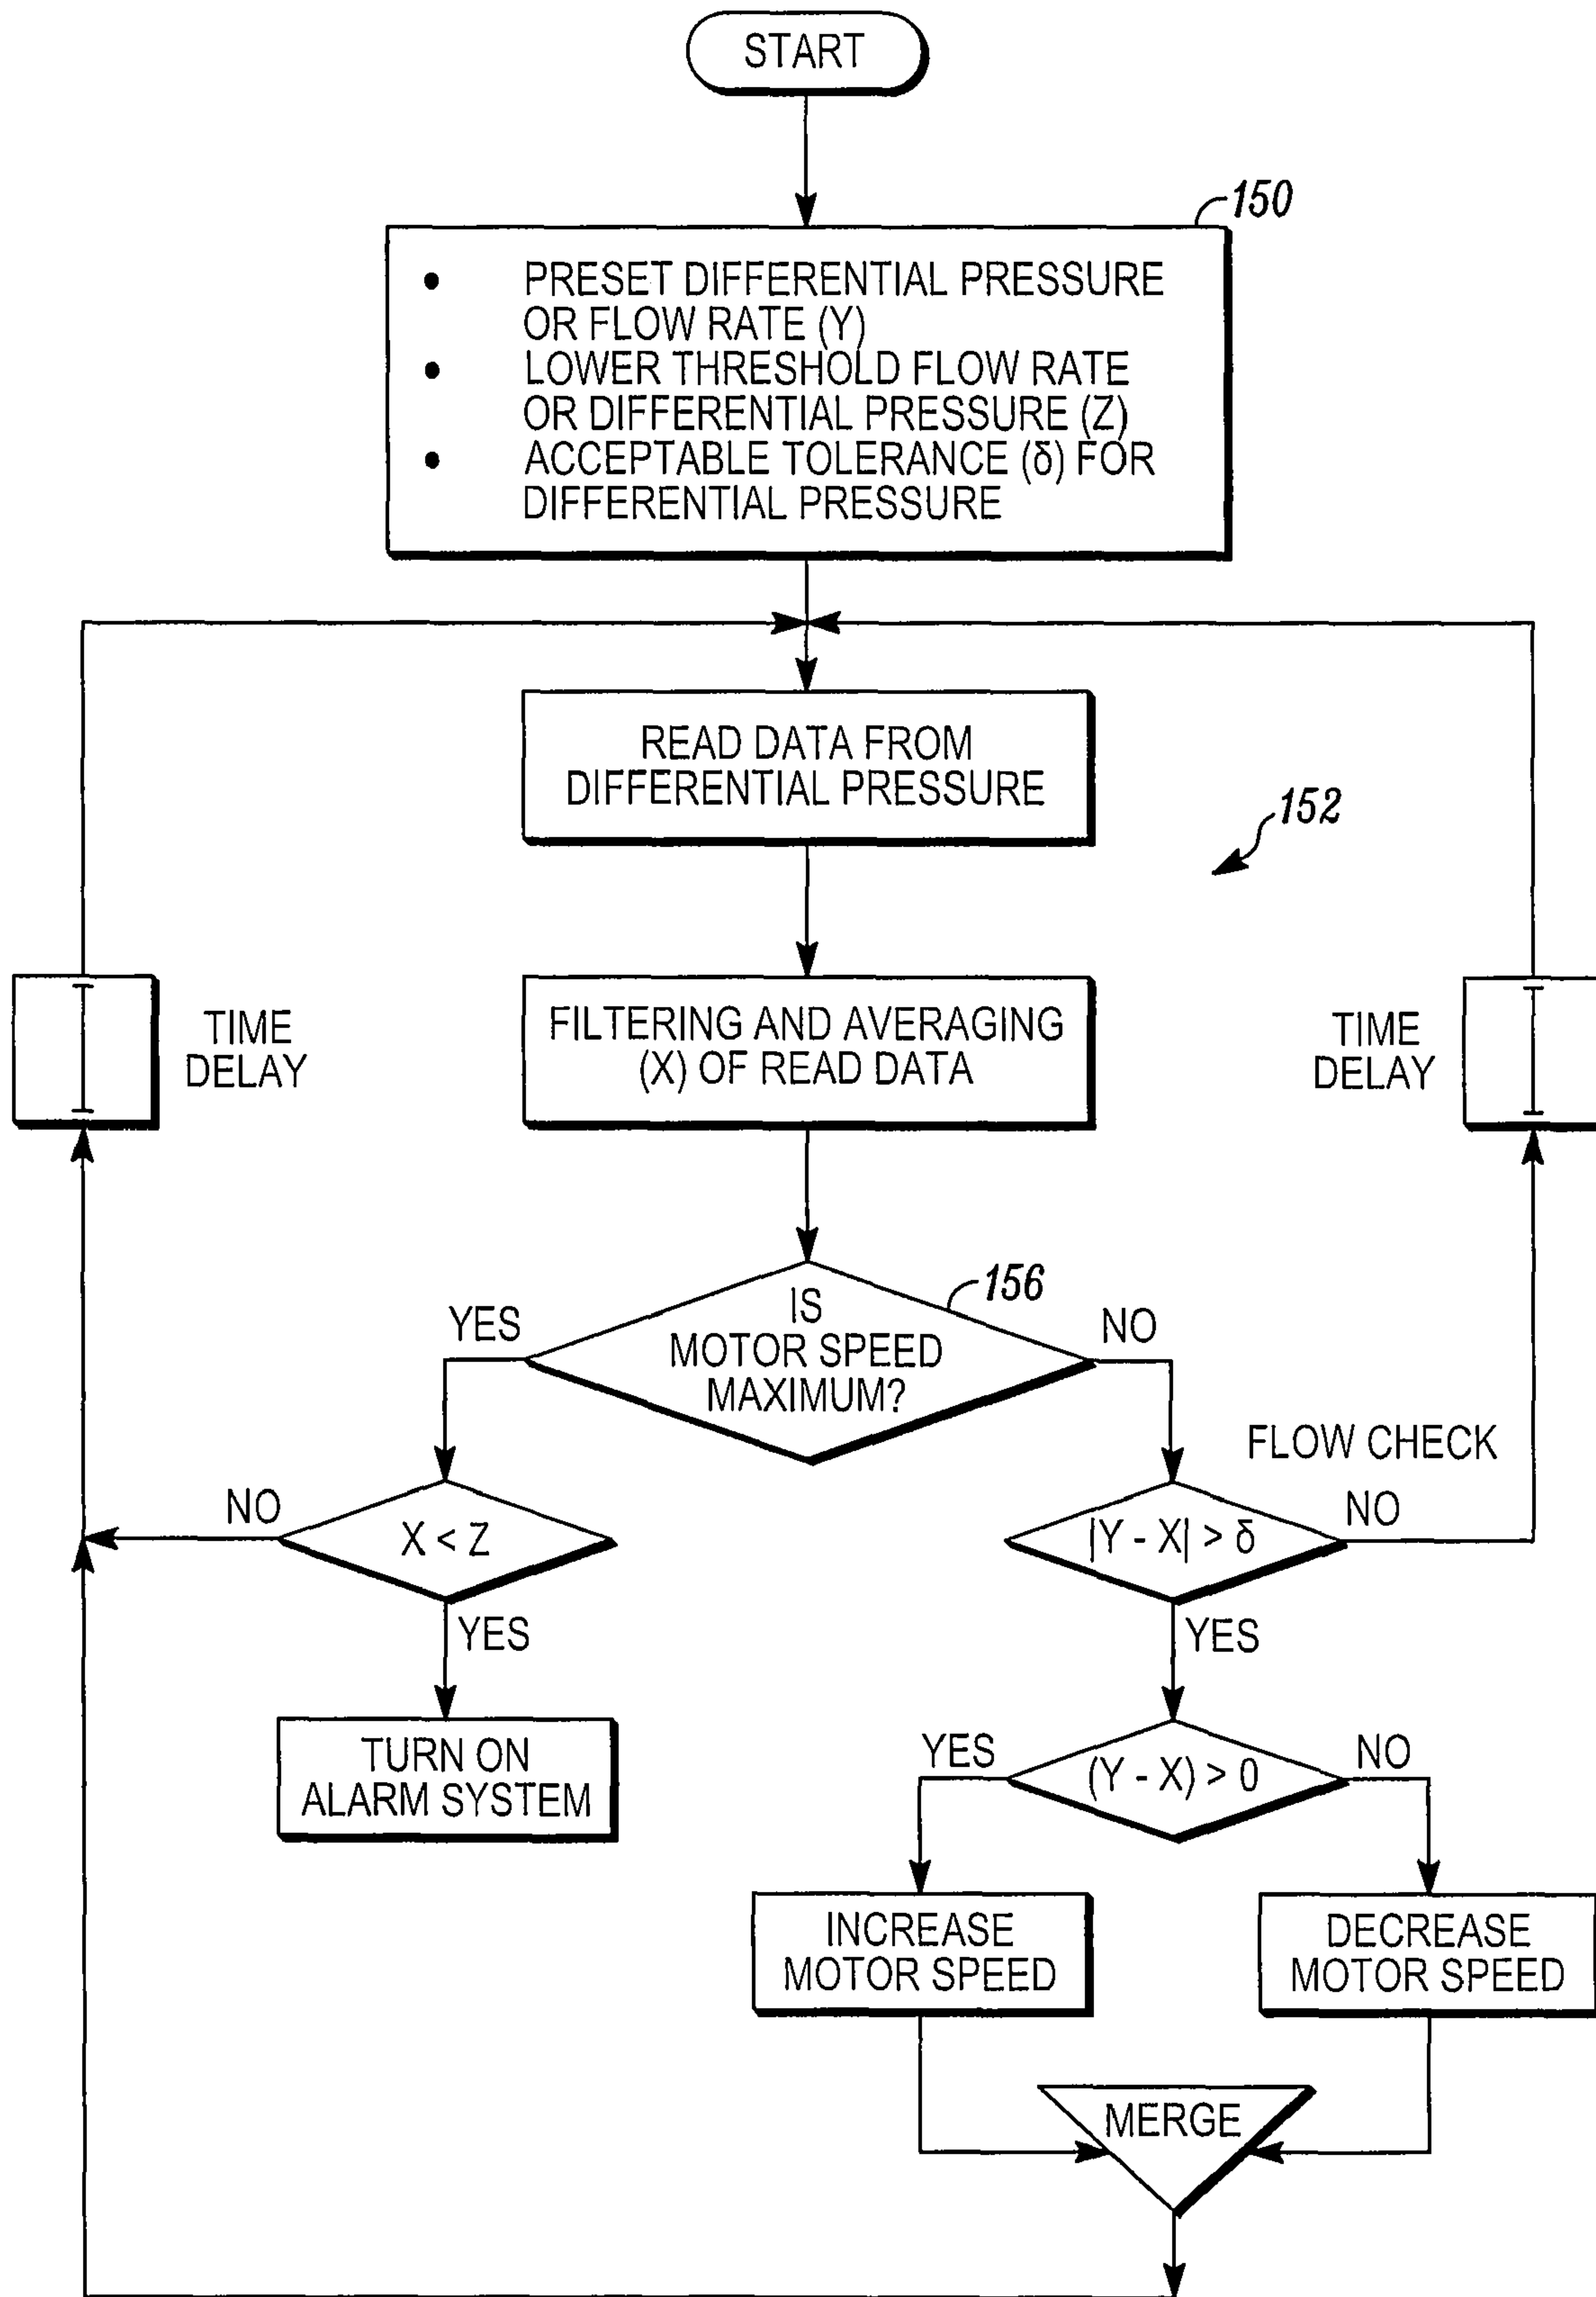 START
150
• PRESET DIFFERENTIAL PRESSURE
OR FLOW RATE (Y)
• LOWER THRESHOLD FLOW RATE
OR DIFFERENTIAL PRESSURE (Z)
• ACCEPTABLE TOLERANCE (δ) FOR
DIFFERENTIAL PRESSURE
READ DATA FROM
DIFFERENTIAL PRESSURE
152
TIME
DELAY
FILTERING AND AVERAGING
(X) OF READ DATA
TIME
DELAY
156
YES
IS
MOTOR SPEED
MAXIMUM?
NO
FLOW CHECK
NO
X < Z
|Y - X| > δ
NO
YES
YES
TURN ON
ALARM SYSTEM
YES
(Y - X) > 0
NO
INCREASE
MOTOR SPEED
DECREASE
MOTOR SPEED
MERGE